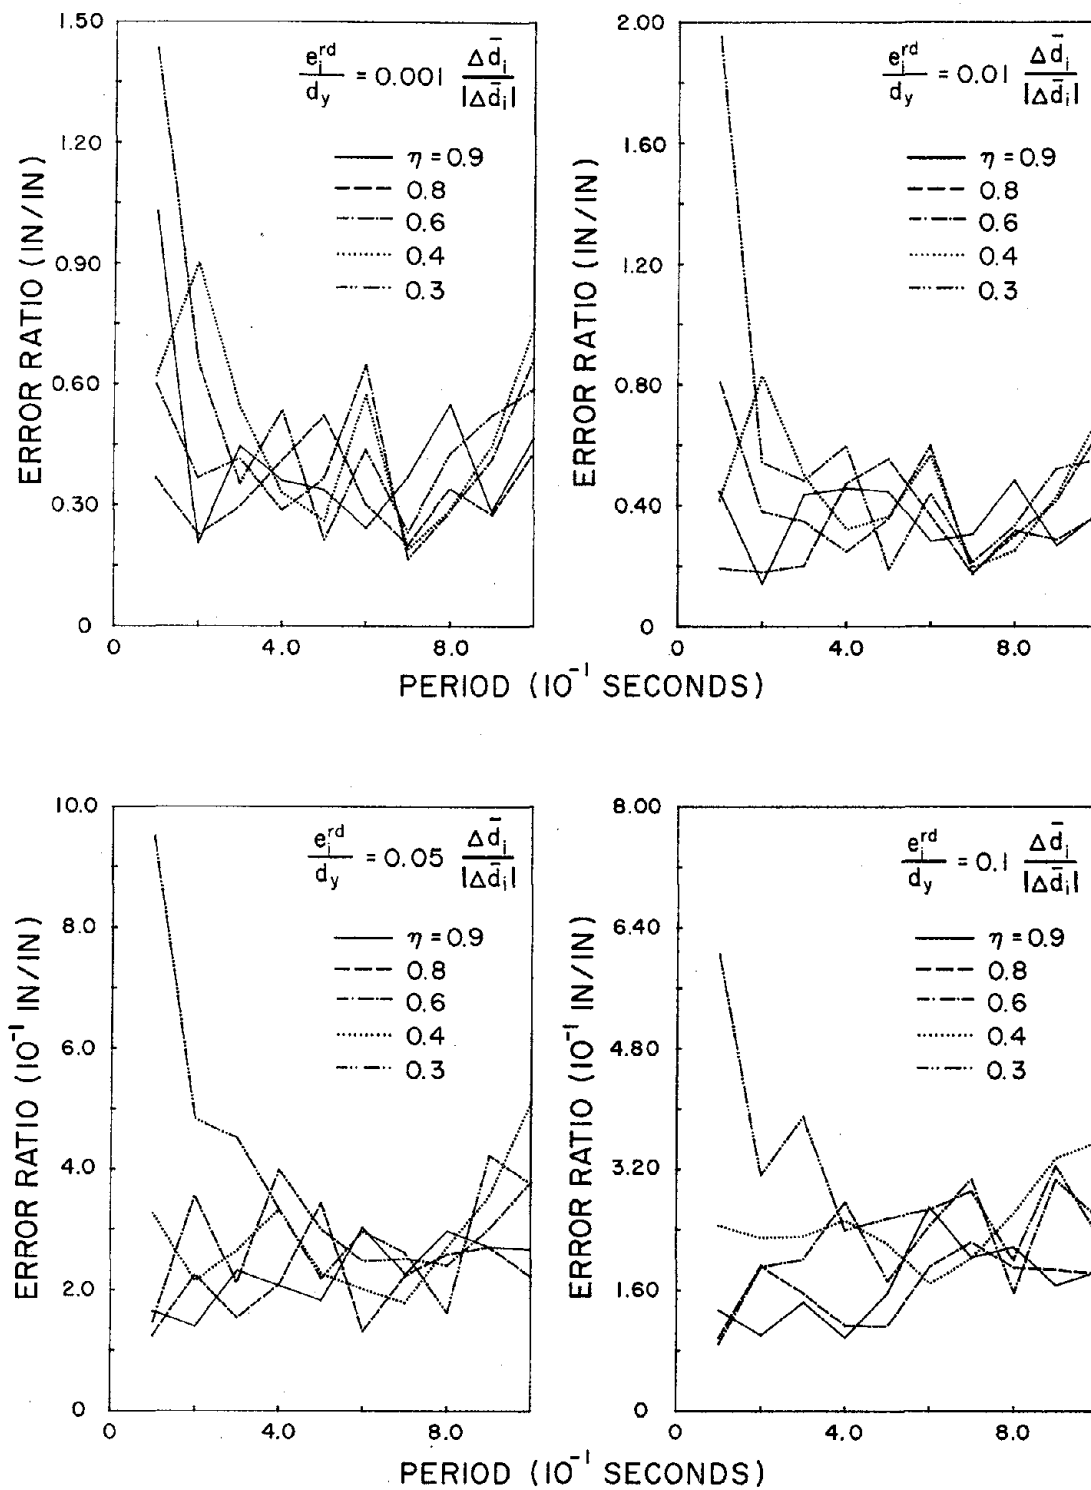 1.50
1.20
0.90
0.60
0.30
0
ERROR RATIO (IN/IN)
e_i^rd / d_y = 0.001 Δd̄_i / |Δd̄_i|
η = 0.9
0.8
0.6
0.4
0.3
0 4.0 8.0
2.00
1.60
1.20
0.80
0.40
0
ERROR RATIO (IN/IN)
e_i^rd / d_y = 0.01 Δd̄_i / |Δd̄_i|
η = 0.9
0.8
0.6
0.4
0.3
0 4.0 8.0
PERIOD (10⁻¹ SECONDS)
10.0
8.0
6.0
4.0
2.0
0
ERROR RATIO (10⁻¹ IN/IN)
e_i^rd / d_y = 0.05 Δd̄_i / |Δd̄_i|
η = 0.9
0.8
0.6
0.4
0.3
0 4.0 8.0
8.00
6.40
4.80
3.20
1.60
0
ERROR RATIO (10⁻¹ IN/IN)
e_i^rd / d_y = 0.1 Δd̄_i / |Δd̄_i|
η = 0.9
0.8
0.6
0.4
0.3
0 4.0 8.0
PERIOD (10⁻¹ SECONDS)